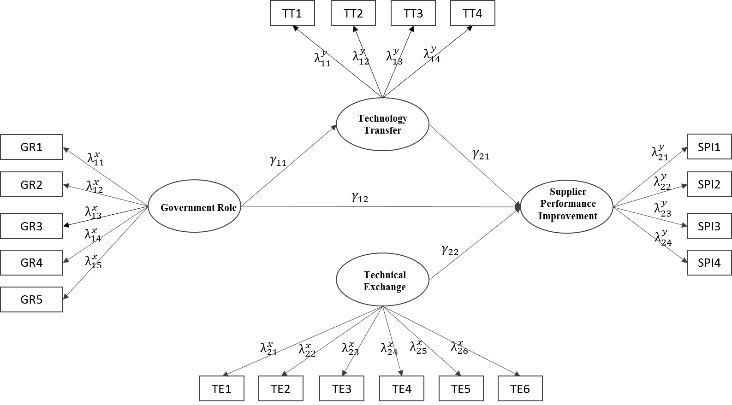 TT1 TT2 TT3 TT4
λ₁₁ʸ λ₁₂ʸ λ₁₃ʸ λ₁₄ʸ
Technology
Transfer
GR1
GR2
GR3
GR4
GR5
λ₁₁ˣ
λ₁₂ˣ
λ₁₃ˣ
λ₁₄ˣ
λ₁₅ˣ
Government Role
γ₁₁
γ₂₁
γ₁₂
γ₂₂
Supplier
Performance
Improvement
λ₂₁ʸ
λ₂₂ʸ
λ₂₃ʸ
λ₂₄ʸ
SPI1
SPI2
SPI3
SPI4
Technical
Exchange
λ₂₁ˣ λ₂₂ˣ λ₂₃ˣ λ₂₄ˣ λ₂₅ˣ λ₂₆ˣ
TE1 TE2 TE3 TE4 TE5 TE6